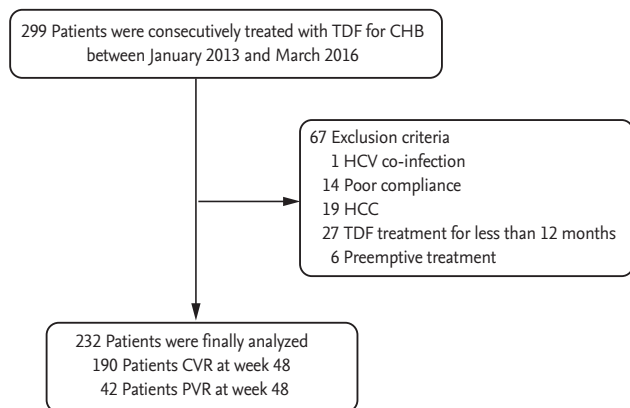 299 Patients were consecutively treated with TDF for CHB
between January 2013 and March 2016
67 Exclusion criteria
1 HCV co-infection
14 Poor compliance
19 HCC
27 TDF treatment for less than 12 months
6 Preemptive treatment
232 Patients were finally analyzed
190 Patients CVR at week 48
42 Patients PVR at week 48